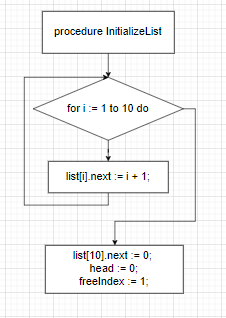 procedure InitializeList
for i := 1 to 10 do
list[i].next := i + 1;
list[10].next := 0;
head := 0;
freeIndex := 1;